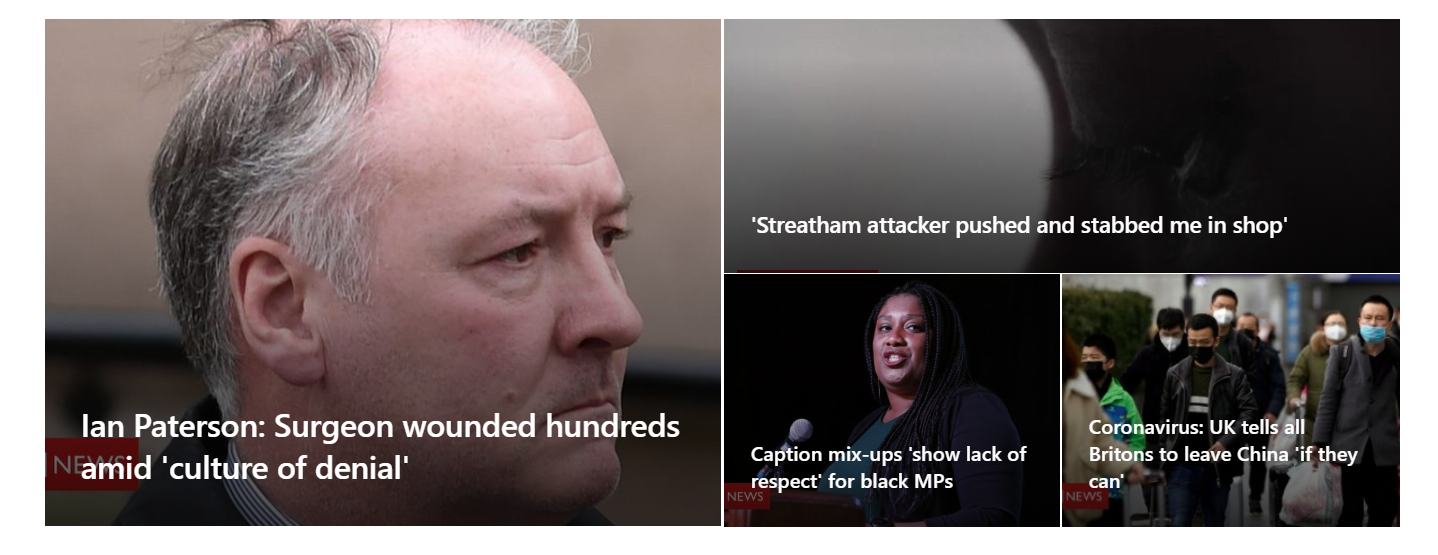 Ian Paterson: Surgeon wounded hundreds
amid 'culture of denial'
NEWS
'Streatham attacker pushed and stabbed me in shop'
Caption mix-ups 'show lack of
respect' for black MPs
NEWS
Coronavirus: UK tells all
Britons to leave China 'if they
can'
NEWS